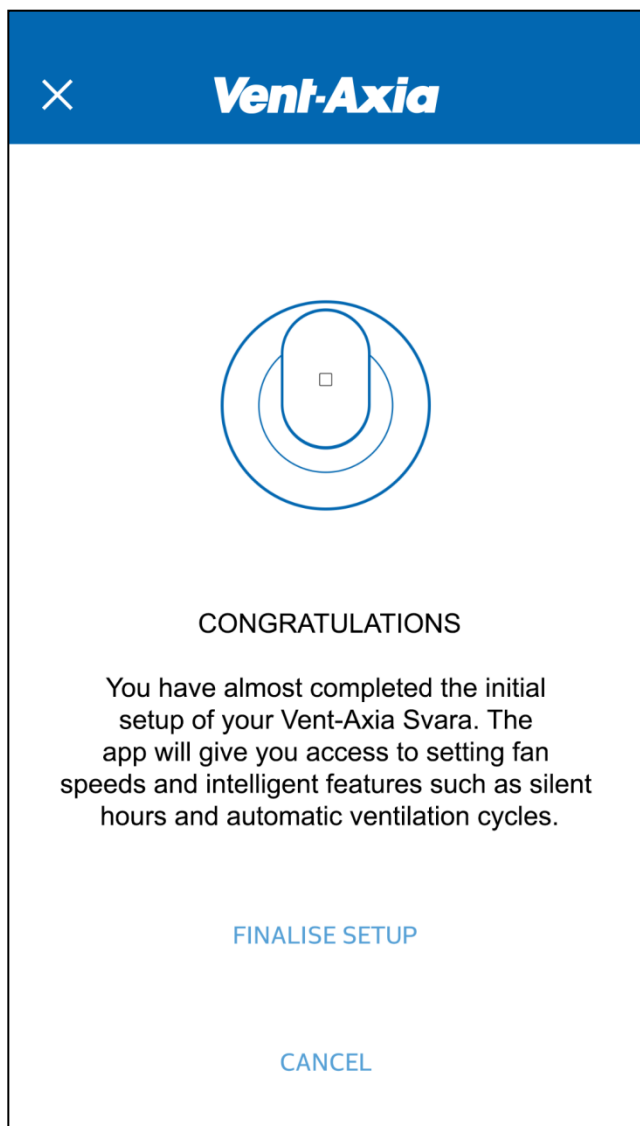 Vent-Axia
CONGRATULATIONS
You have almost completed the initial
setup of your Vent-Axia Svara. The
app will give you access to setting fan
speeds and intelligent features such as silent
hours and automatic ventilation cycles.
FINALISE SETUP
CANCEL